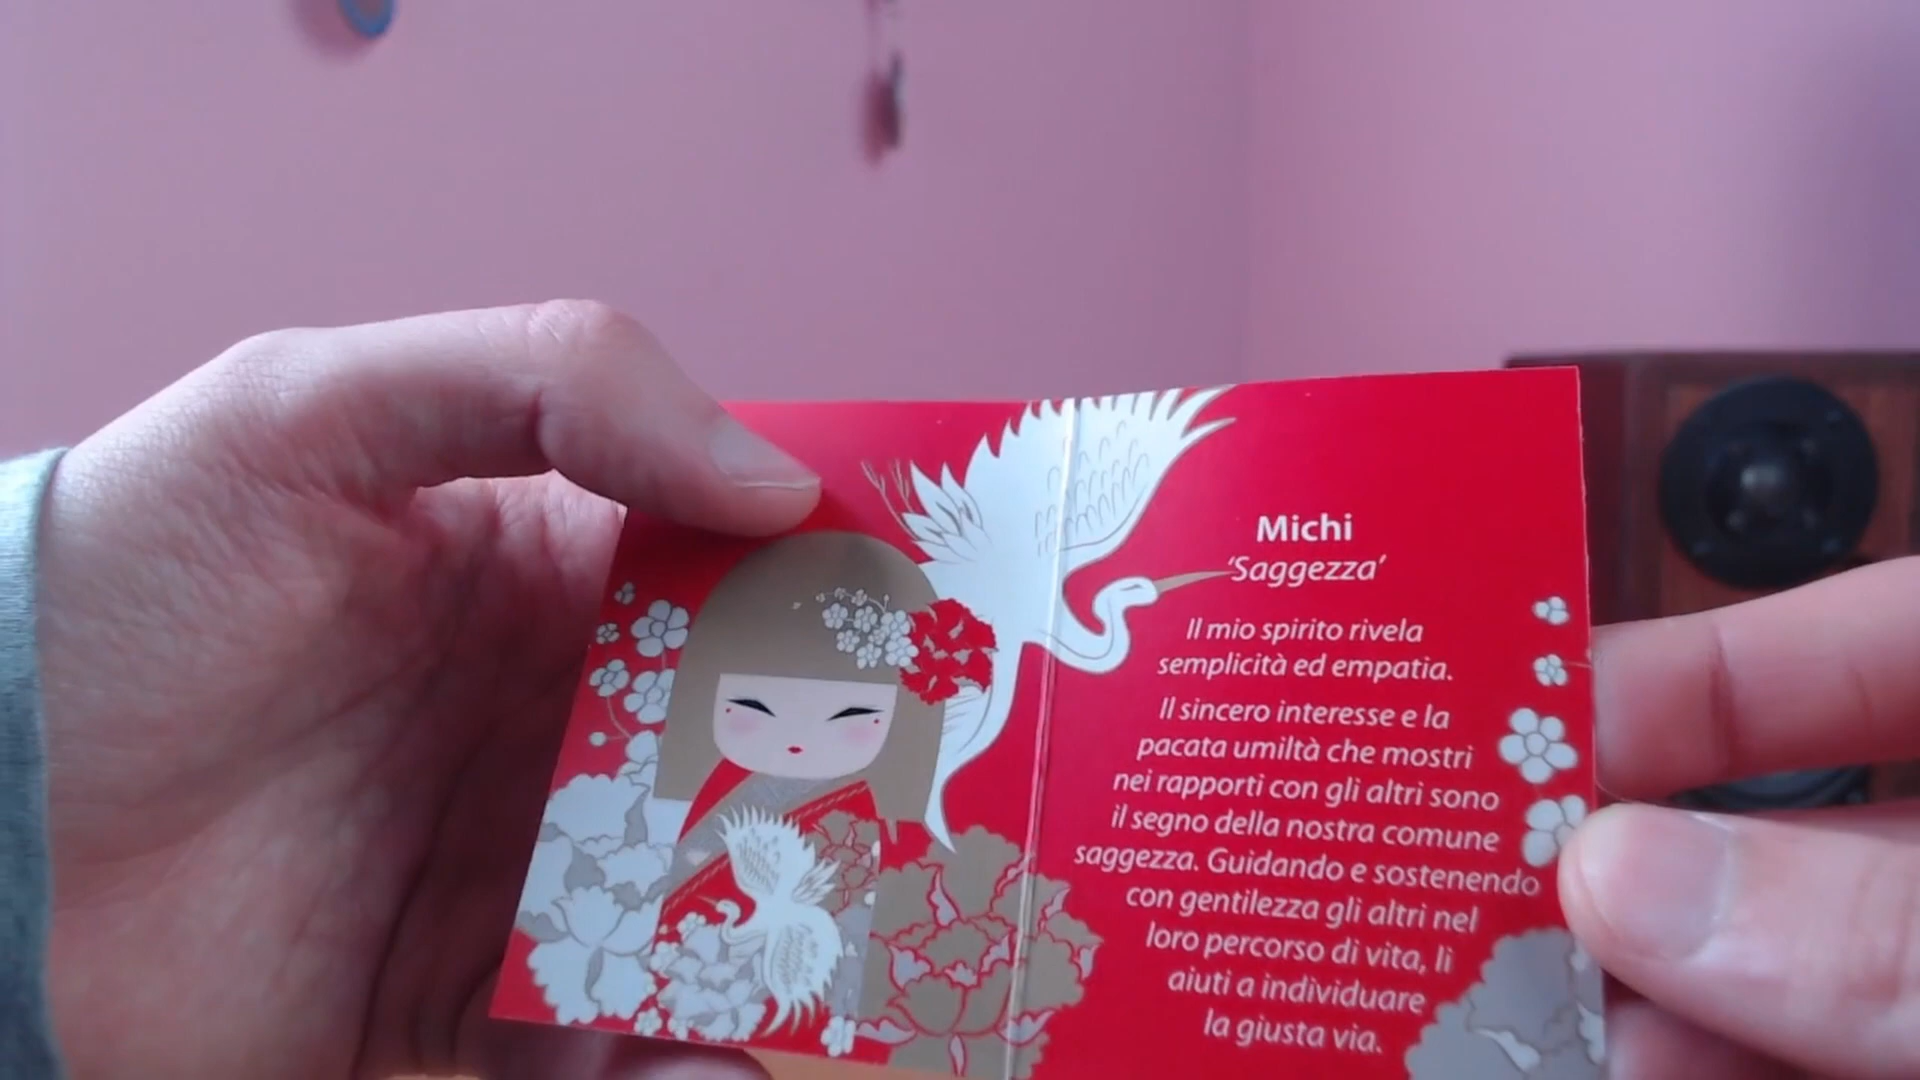 Michi
‘Saggezza’
Il mio spirito rivela
semplicità ed empatia.
Il sincero interesse e la
pacata umiltà che mostri
nei rapporti con gli altri sono
il segno della nostra comune
saggezza. Guidando e sostenendo
con gentilezza gli altri nel
loro percorso di vita, li
aiuti a individuare
la giusta via.